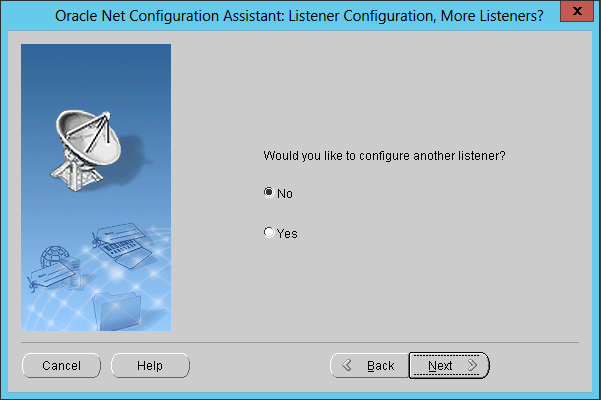 Oracle Net Configuration Assistant: Listener Configuration, More Listeners?
x
Would you like to configure another listener?
No
Yes
Cancel
Help
Back
Next